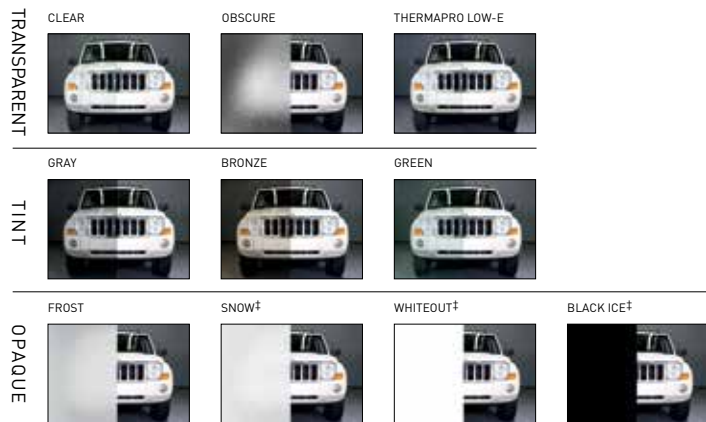 TRANSPARENT
CLEAR
OBSCURE
THERMAPRO LOW-E
TINT
GRAY
BRONZE
GREEN
OPAQUE
FROST
SNOW‡
WHITEOUT‡
BLACK ICE‡